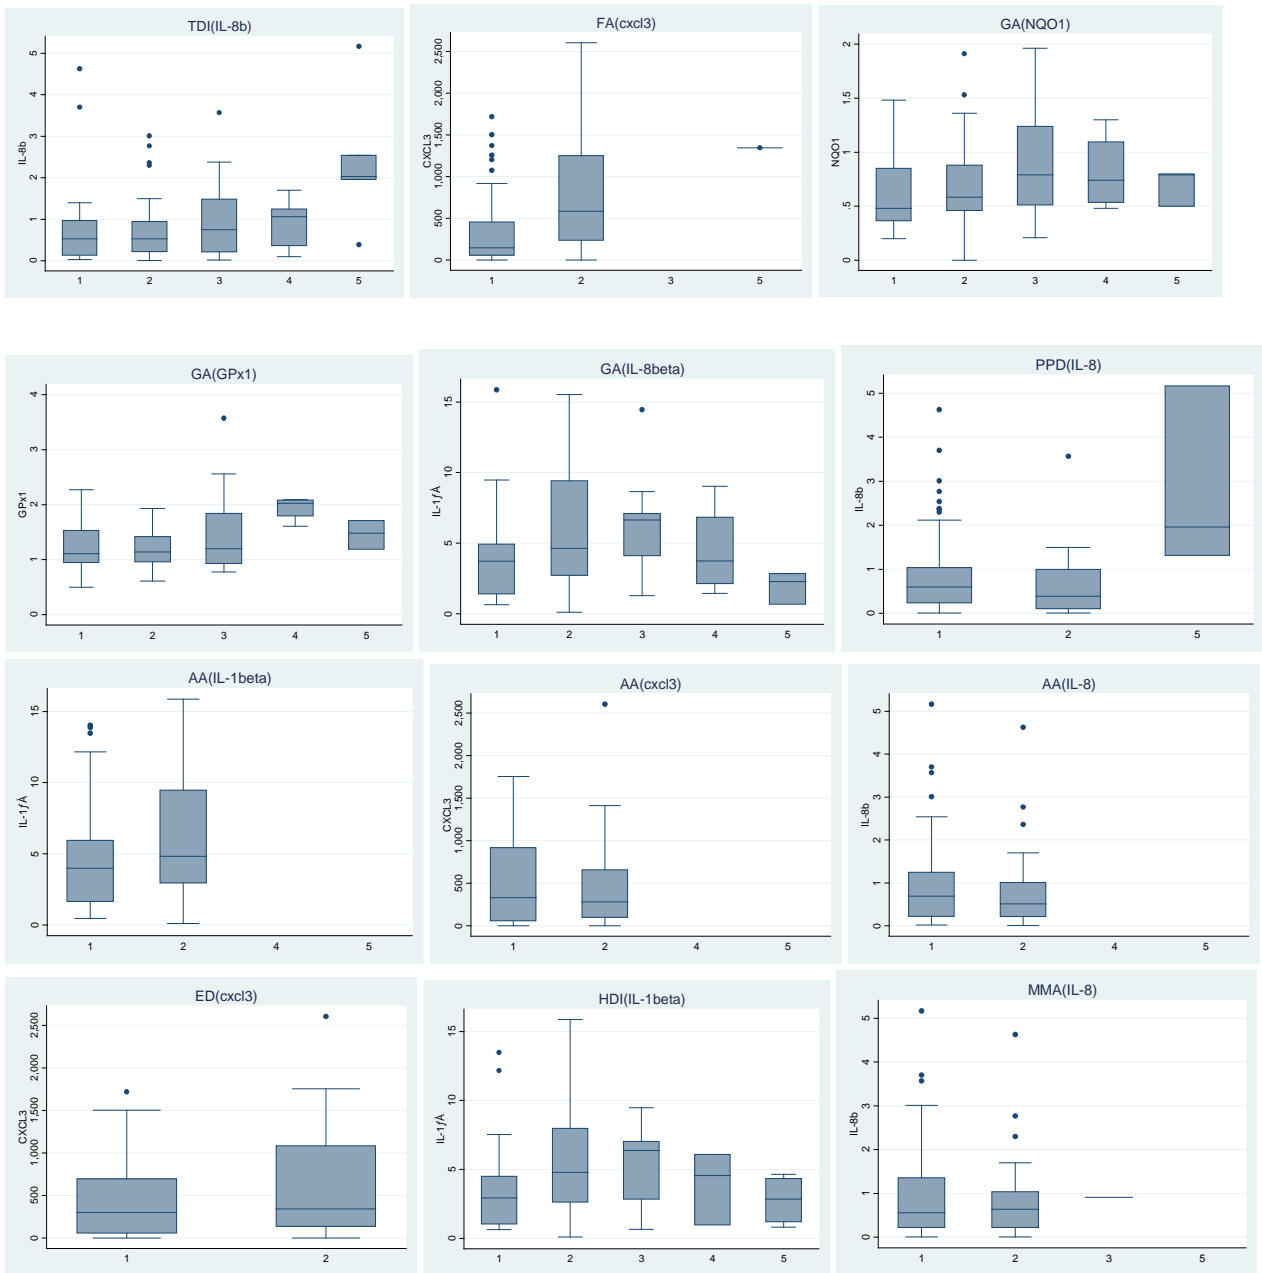 TDI(IL-8b)
IL-8b
0 1 2 3 4 5
1 2 3 4 5
FA(cxcl3)
CXCL3
0 500 1,000 1,500 2,000 2,500
1 2 3 5
GA(NQO1)
NQO1
0 .5 1 1.5 2
1 2 3 4 5
GA(GPx1)
GPx1
0 1 2 3 4
1 2 3 4 5
GA(IL-8beta)
IL-1ƒÀ
0 5 10 15
1 2 3 4 5
PPD(IL-8)
IL-8b
0 1 2 3 4 5
1 2 5
AA(IL-1beta)
IL-1ƒÀ
0 5 10 15
1 2 4 5
AA(cxcl3)
CXCL3
0 500 1,000 1,500 2,000 2,500
1 2 4 5
AA(IL-8)
IL-8b
0 1 2 3 4 5
1 2 4 5
ED(cxcl3)
CXCL3
0 500 1,000 1,500 2,000 2,500
1 2
HDI(IL-1beta)
IL-1ƒÀ
0 5 10 15
1 2 3 4 5
MMA(IL-8)
IL-8b
0 1 2 3 4 5
1 2 3 5